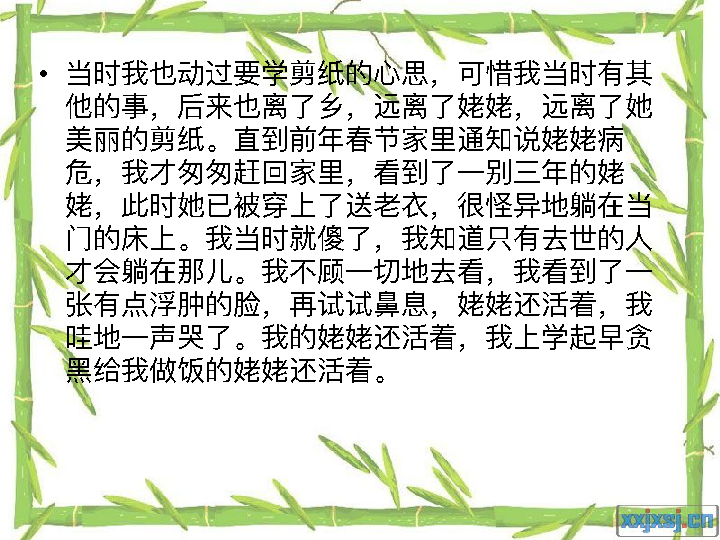 • 当时我也动过要学剪纸的心思，可惜我当时有其
他的事，后来也离了乡，远离了姥姥，远离了她
美丽的剪纸。直到前年春节家里通知说姥姥病
危，我才匆匆赶回家里，看到了一别三年的姥
姥，此时她已被穿上了送老衣，很怪异地躺在当
门的床上。我当时就傻了，我知道只有去世的人
才会躺在那儿。我不顾一切地去看，我看到了一
张有点浮肿的脸，再试试鼻息，姥姥还活着，我
哇地一声哭了。我的姥姥还活着，我上学起早贪
黑给我做饭的姥姥还活着。
xxjxsj.cn